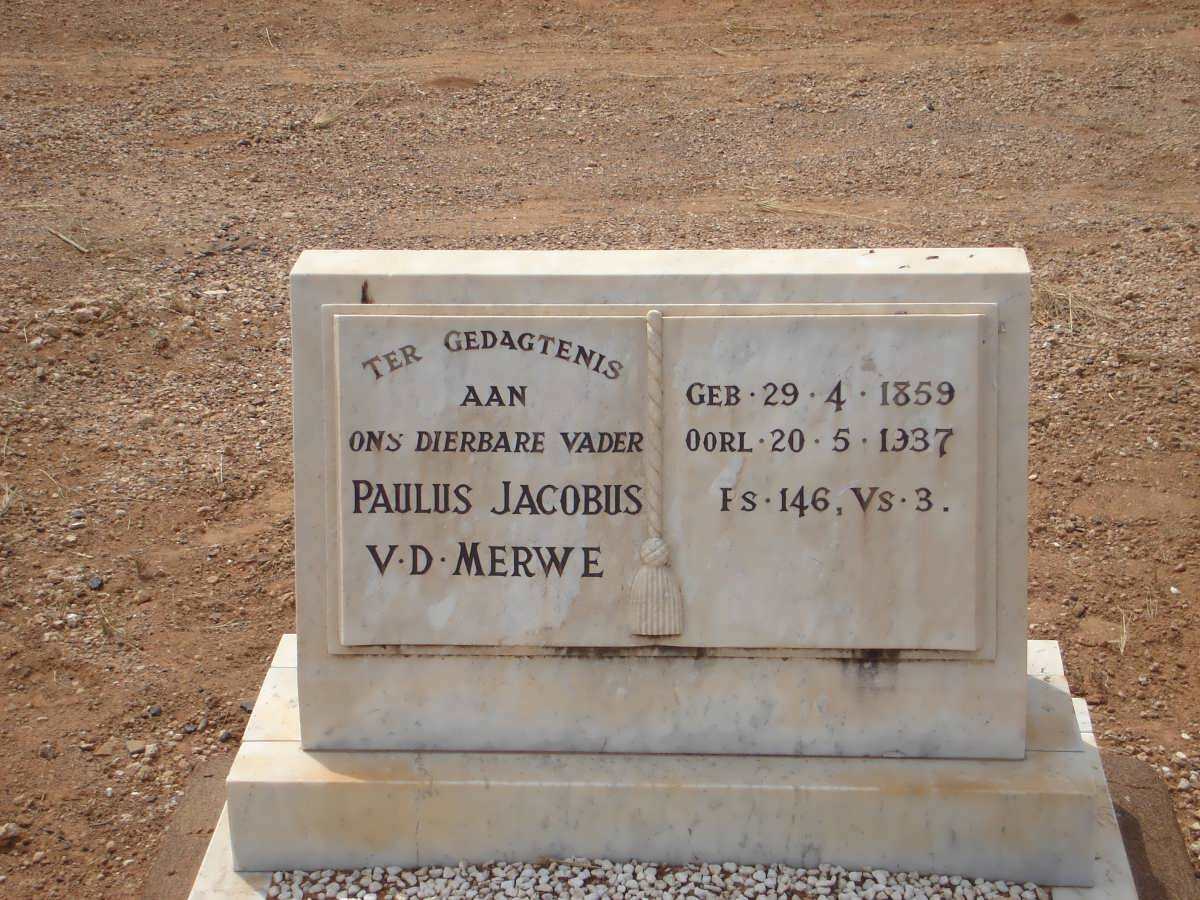 TER GEDAGTENIS
AAN
ONS DIERBARE VADER
PAULUS JACOBUS
V·D·MERWE
GEB·29·4·1859
OORL·20·5·1937
PS·146, VS·3.